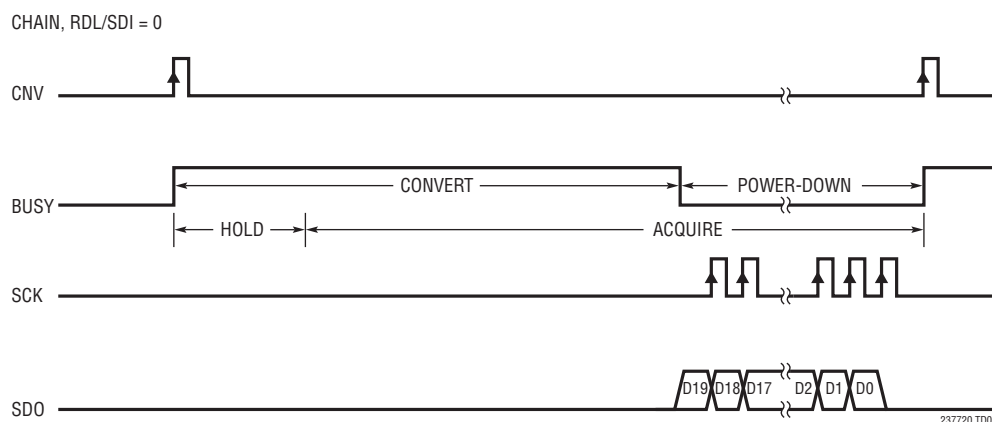 CHAIN, RDL/SDI = 0
CNV
CONVERT
POWER-DOWN
BUSY
HOLD
ACQUIRE
SCK
D19 D18 D17 D2 D1 D0
SDO